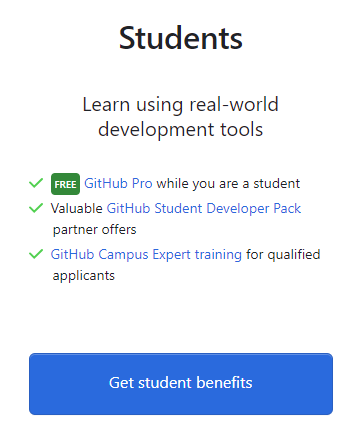 Students
Learn using real-world
development tools
FREE GitHub Pro while you are a student
Valuable GitHub Student Developer Pack
partner offers
GitHub Campus Expert training for qualified
applicants
Get student benefits